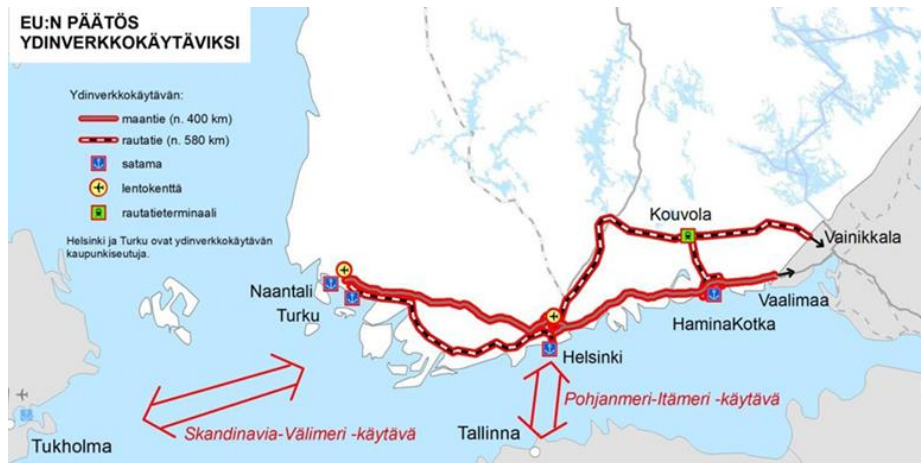 EU:N PÄÄTÖS
YDINVERKKOKÄYTÄVIKSI
Ydinverkkokäytävän:
maantie (n. 400 km)
rautatie (n. 580 km)
satama
lentokenttä
rautatieterminaali
Helsinki ja Turku ovat ydinverkkokäytävän
kaupunkiseutuja.
Kouvola
Vainikkala
Naantali
Turku
Vaalimaa
HaminaKotka
Helsinki
Pohjanmeri-Itämeri -käytävä
Skandinavia-Välimeri -käytävä
Tallinna
Tukholma